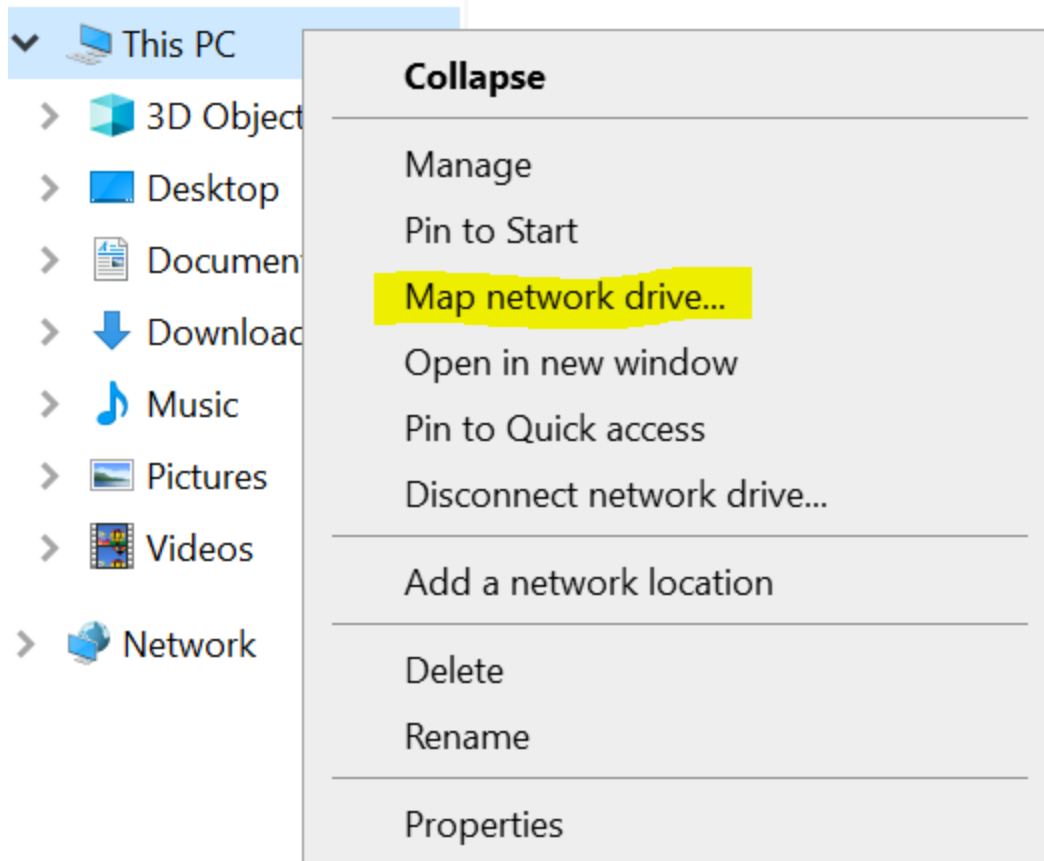 This PC
3D Object
Desktop
Documen
Downloac
Music
Pictures
Videos
Network
Collapse
Manage
Pin to Start
Map network drive...
Open in new window
Pin to Quick access
Disconnect network drive...
Add a network location
Delete
Rename
Properties